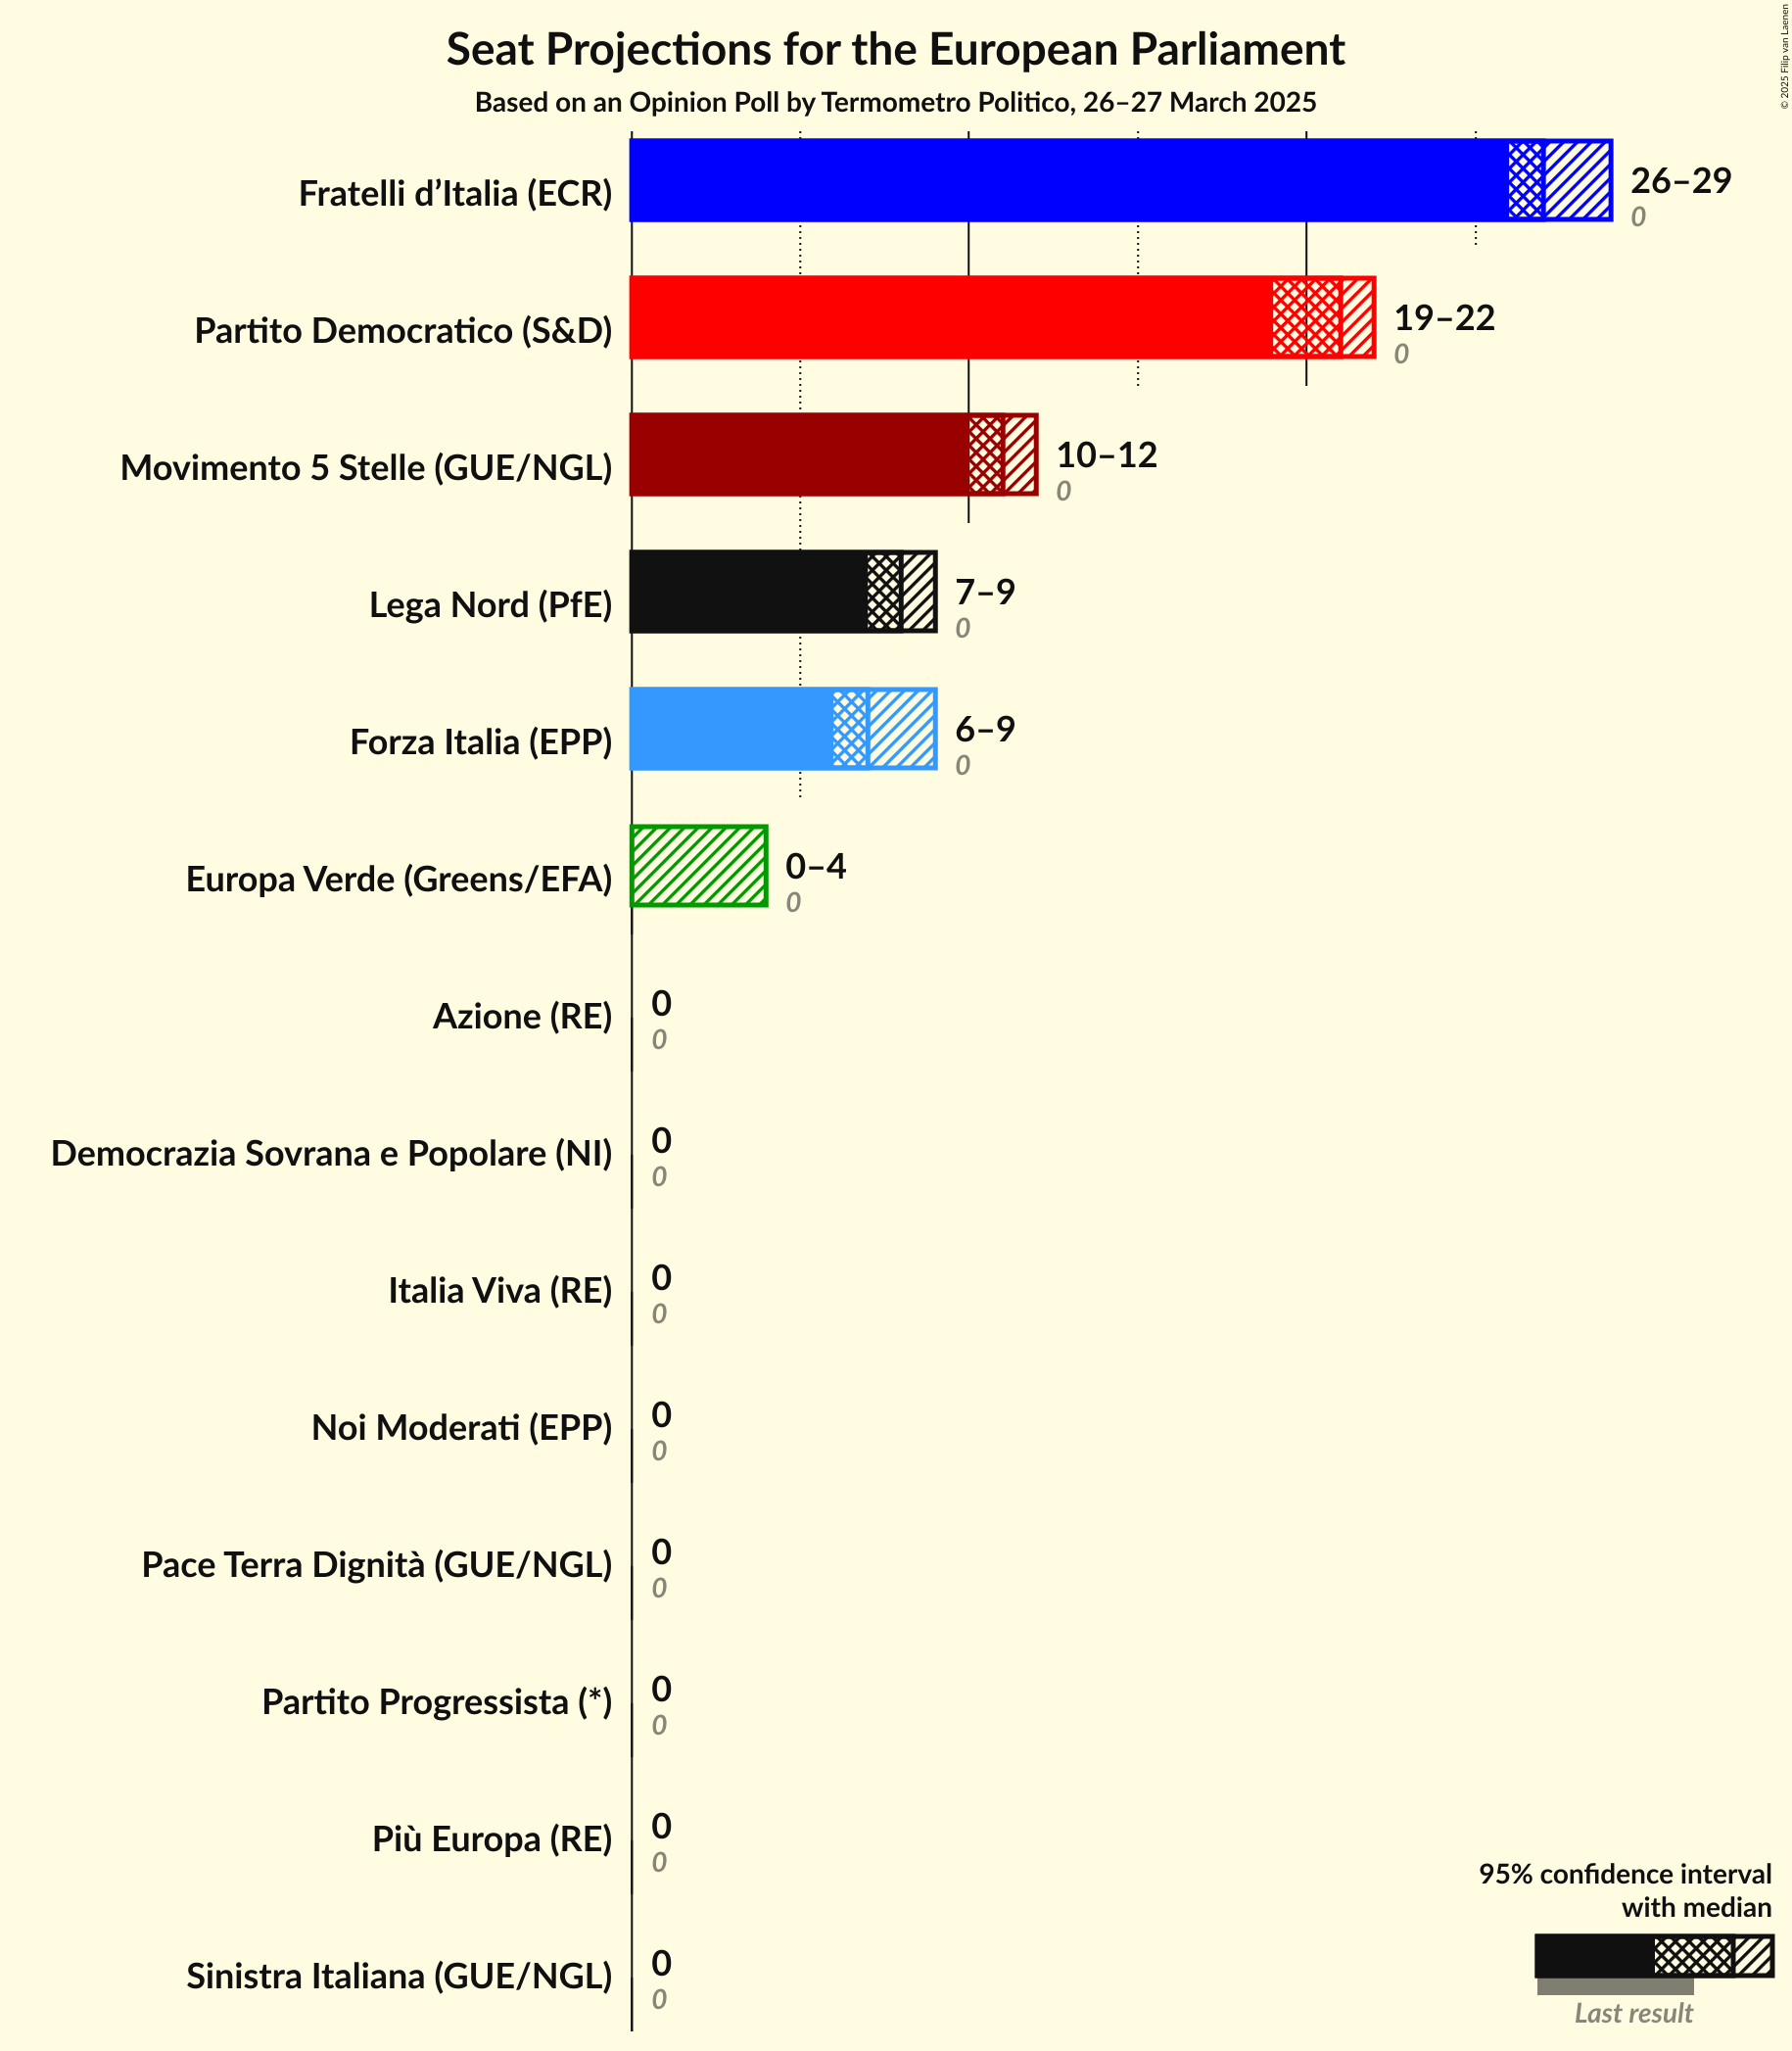 Seat Projections for the European Parliament
Based on an Opinion Poll by Termometro Politico, 26–27 March 2025
© 2025 Filip van Laenen
Fratelli d’Italia (ECR)
26–29
0
Partito Democratico (S&D)
19–22
0
Movimento 5 Stelle (GUE/NGL)
10–12
0
Lega Nord (PfE)
7–9
0
Forza Italia (EPP)
6–9
0
Europa Verde (Greens/EFA)
0–4
0
Azione (RE)
0
0
Democrazia Sovrana e Popolare (NI)
0
0
Italia Viva (RE)
0
0
Noi Moderati (EPP)
0
0
Pace Terra Dignità (GUE/NGL)
0
0
Partito Progressista (*)
0
0
Più Europa (RE)
0
0
Sinistra Italiana (GUE/NGL)
0
0
95% confidence interval
with median
Last result